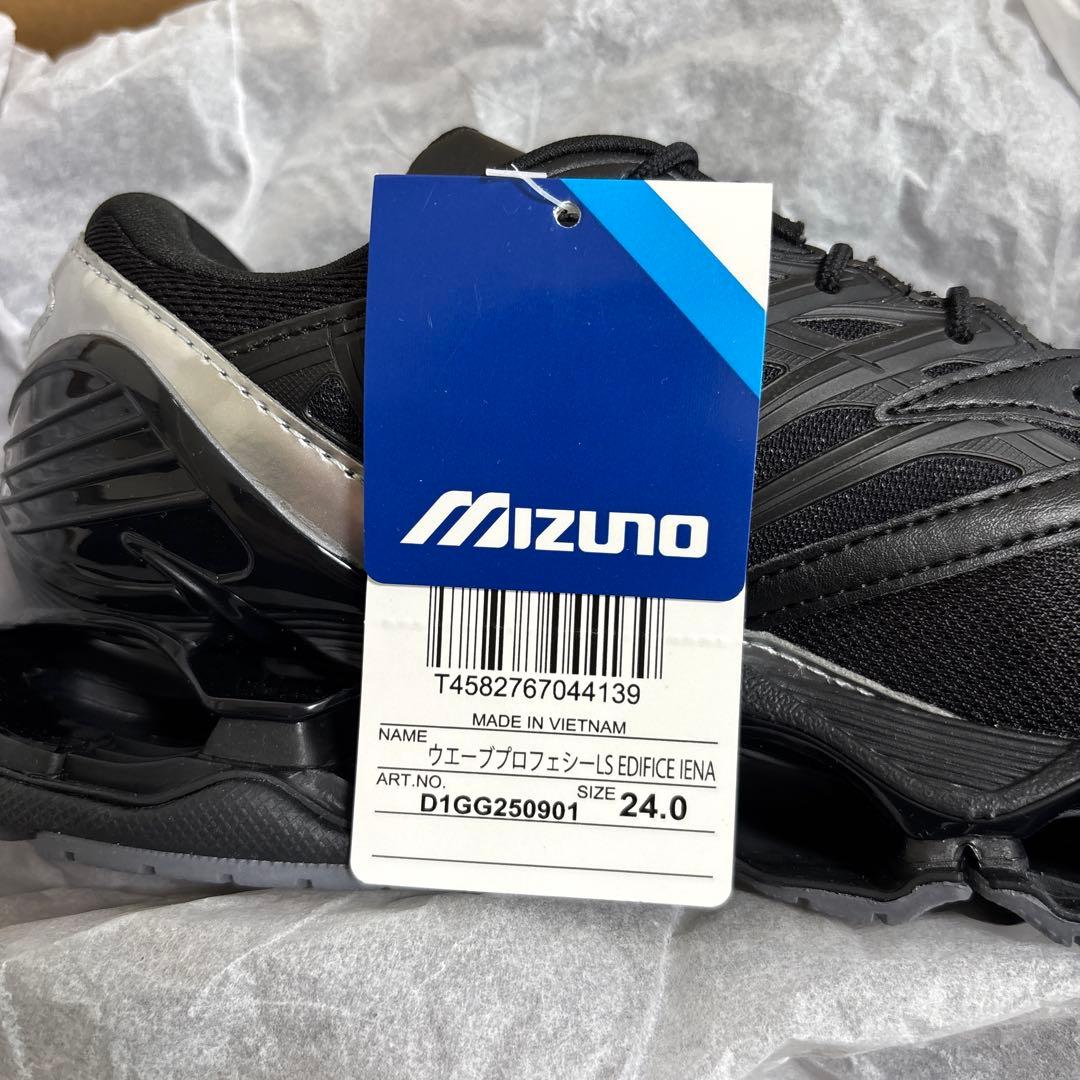 MIZUNO
T4582767044139
MADE IN VIETNAM
NAME ウエーブプロフェシーLS EDIFICE IENA
ART.NO. D1GG250901 SIZE 24.0